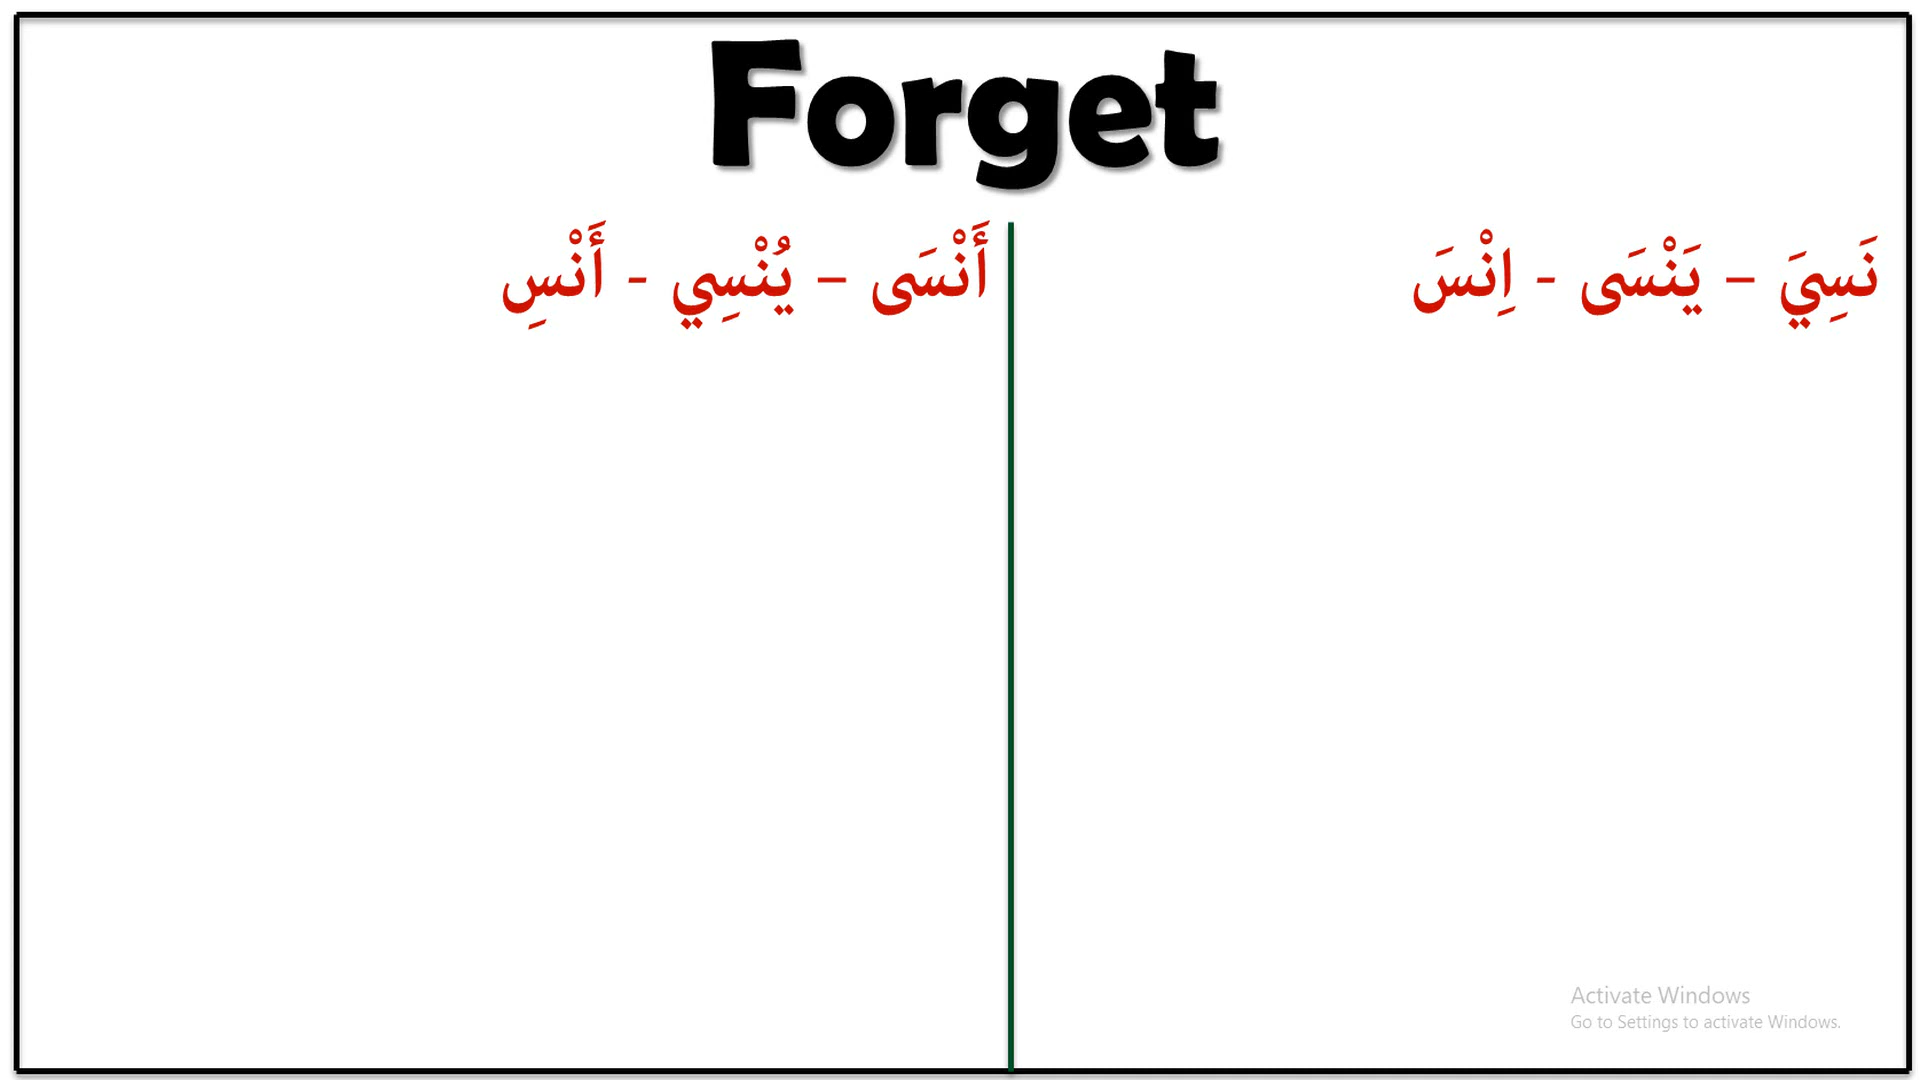 Forget
نَسِيَ – يَنْسَى - اِنْسَ
أَنْسَى – يُنْسِي - أَنْسِ
Activate Windows
Go to Settings to activate Windows.